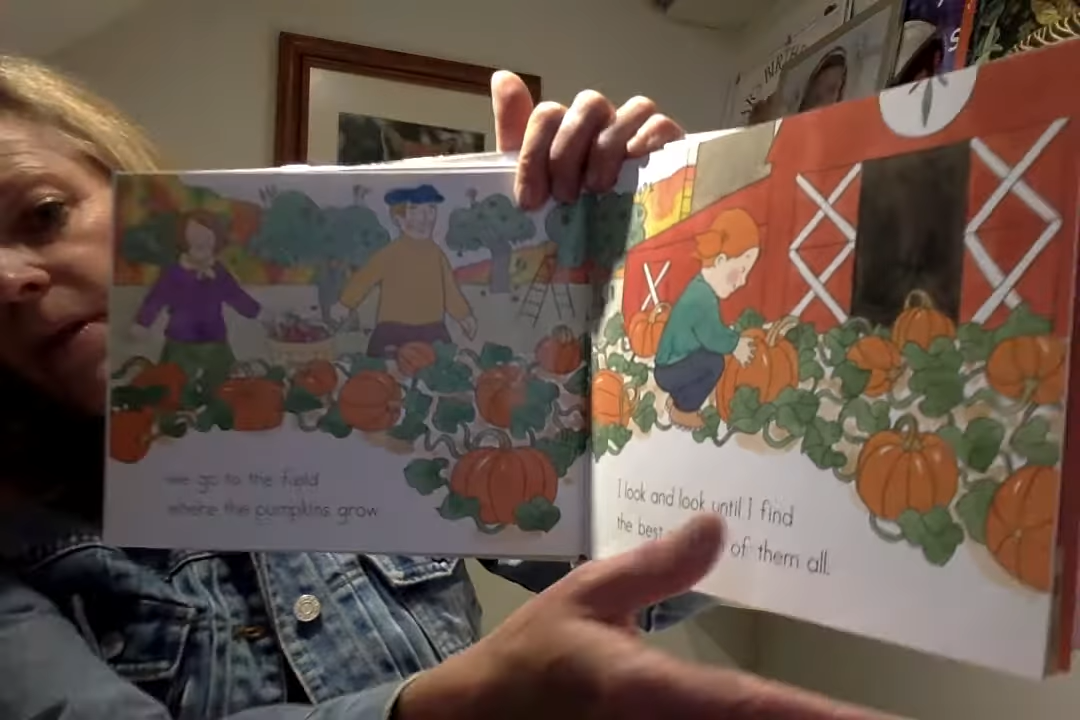 BIRTH
S
we go to the field
where the pumpkins grow
I look and look until I find
the best of them all.